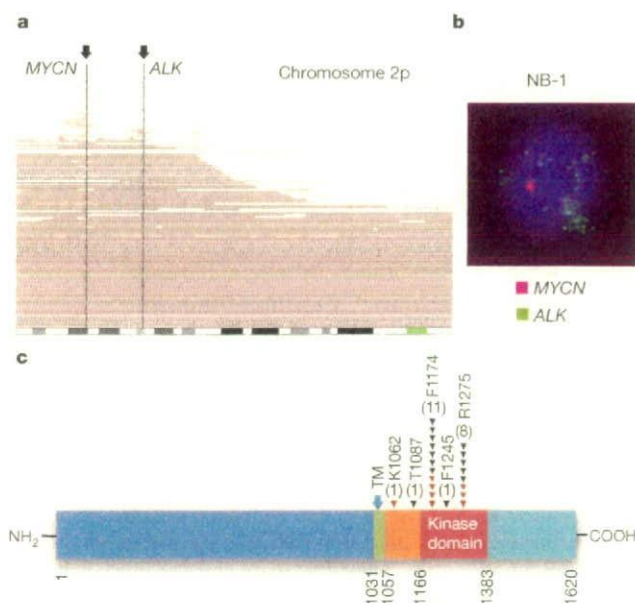 a
MYCN
ALK
Chromosome 2p
b
NB-1
MYCN
ALK
c
TM
(1)K1062
(1)T1087
(11) F1174
(1)F1245
(8) R1275
NH2
Kinase
domain
COOH
1
1031
1057
1166
1383
1620